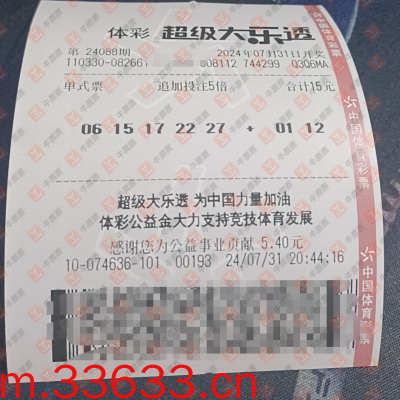 体彩 超级大乐透
第 24088期 2024年07月31日开奖
110330-08266 808112 744299 Q3Q6MA
单式票 追加投注5倍 合计15元
06 15 17 22 27 + 01 12
超级大乐透 为中国力量加油
体彩公益金大力支持竞技体育发展
感谢您为公益事业贡献 5.40元
10-074636-101 00193 24/07/31 20:44:16
中国体育彩票
中国体育彩票
m.33633.cn